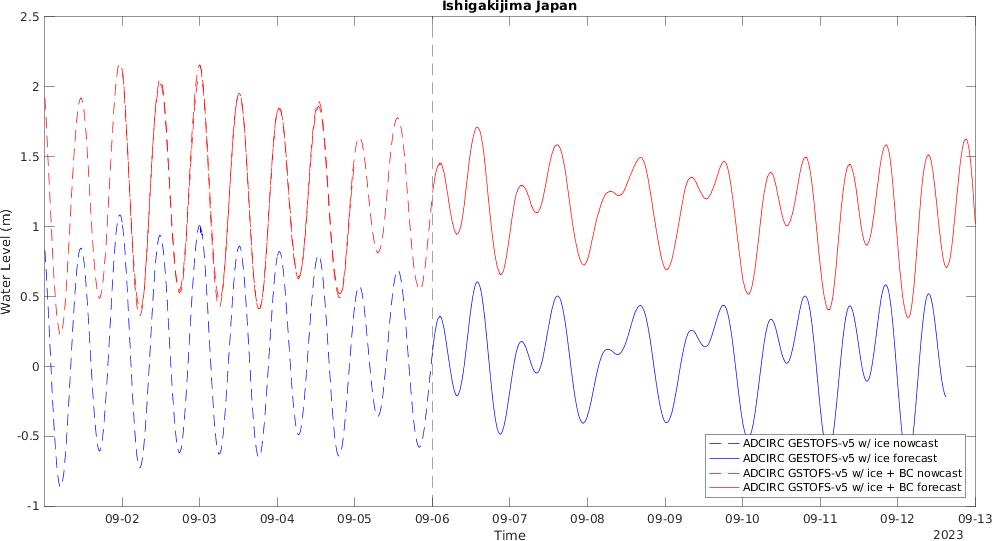 Ishigakijima Japan
Water Level (m)
2.5
2
1.5
1
0.5
0
-0.5
-1
ADCIRC GESTOFS-v5 w/ ice nowcast
ADCIRC GESTOFS-v5 w/ ice forecast
ADCIRC GSTOFS-v5 w/ ice + BC nowcast
ADCIRC GSTOFS-v5 w/ ice + BC forecast
09-02 09-03 09-04 09-05 09-06 09-07 09-08 09-09 09-10 09-11 09-12 09-13
Time
2023